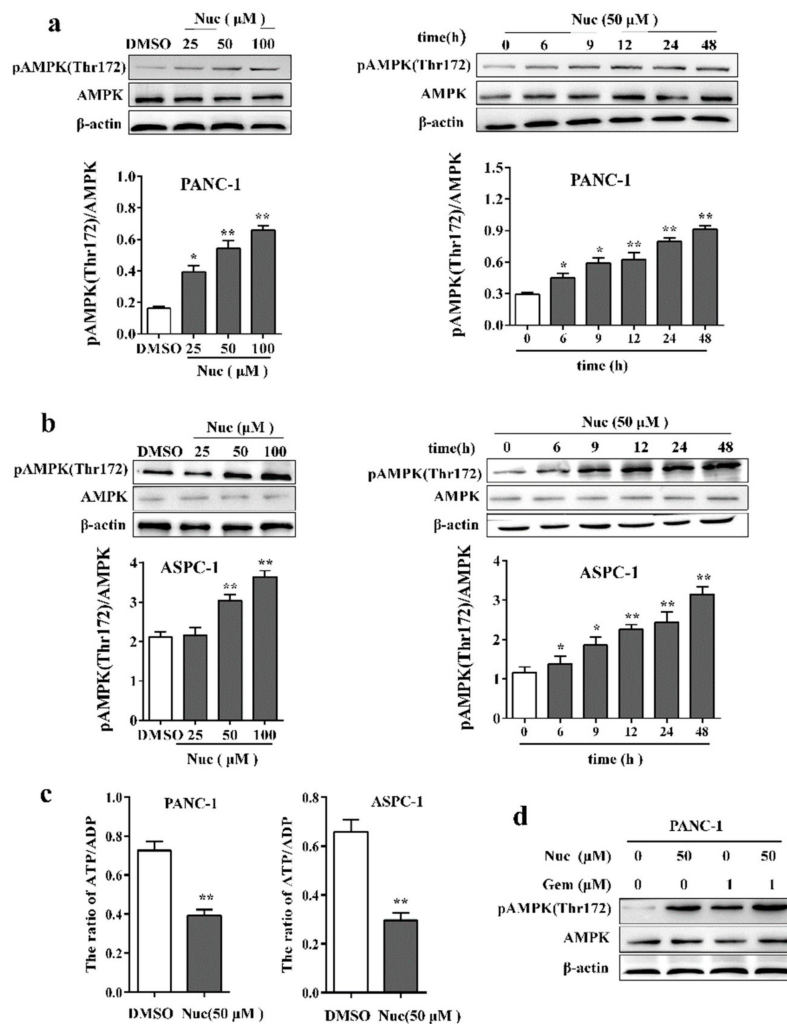 a
Nuc ( μM )
DMSO 25 50 100
pAMPK(Thr172)
AMPK
β-actin
pAMPK(Thr172)/AMPK
1.0
0.8
0.6
0.4
0.2
0.0
PANC-1
*
**
**
DMSO 25 50 100
Nuc ( μM )
Nuc (50 μM )
time(h) 0 6 9 12 24 48
pAMPK(Thr172)
AMPK
β-actin
pAMPK(Thr172)/AMPK
1.5
1.2
0.9
0.6
0.3
0.0
PANC-1
*
*
**
**
**
0 6 9 12 24 48
time (h)
b
Nuc (μM )
DMSO 25 50 100
pAMPK(Thr172)
AMPK
β-actin
pAMPK(Thr172)/AMPK
4
3
2
1
0
ASPC-1
**
**
DMSO 25 50 100
Nuc ( μM )
Nuc (50 μM )
time(h) 0 6 9 12 24 48
pAMPK(Thr172)
AMPK
β-actin
pAMPK(Thr172)/AMPK
4
3
2
1
0
ASPC-1
*
*
**
**
**
0 6 9 12 24 48
time (h )
c
The ratio of ATP/ADP
1.0
0.8
0.6
0.4
0.2
0.0
PANC-1
**
DMSO Nuc(50 μM )
The ratio of ATP/ADP
0.8
0.6
0.4
0.2
0.0
ASPC-1
**
DMSO Nuc(50 μM )
d
PANC-1
Nuc (μM) 0 50 0 50
Gem (μM) 0 0 1 1
pAMPK(Thr172)
AMPK
β-actin